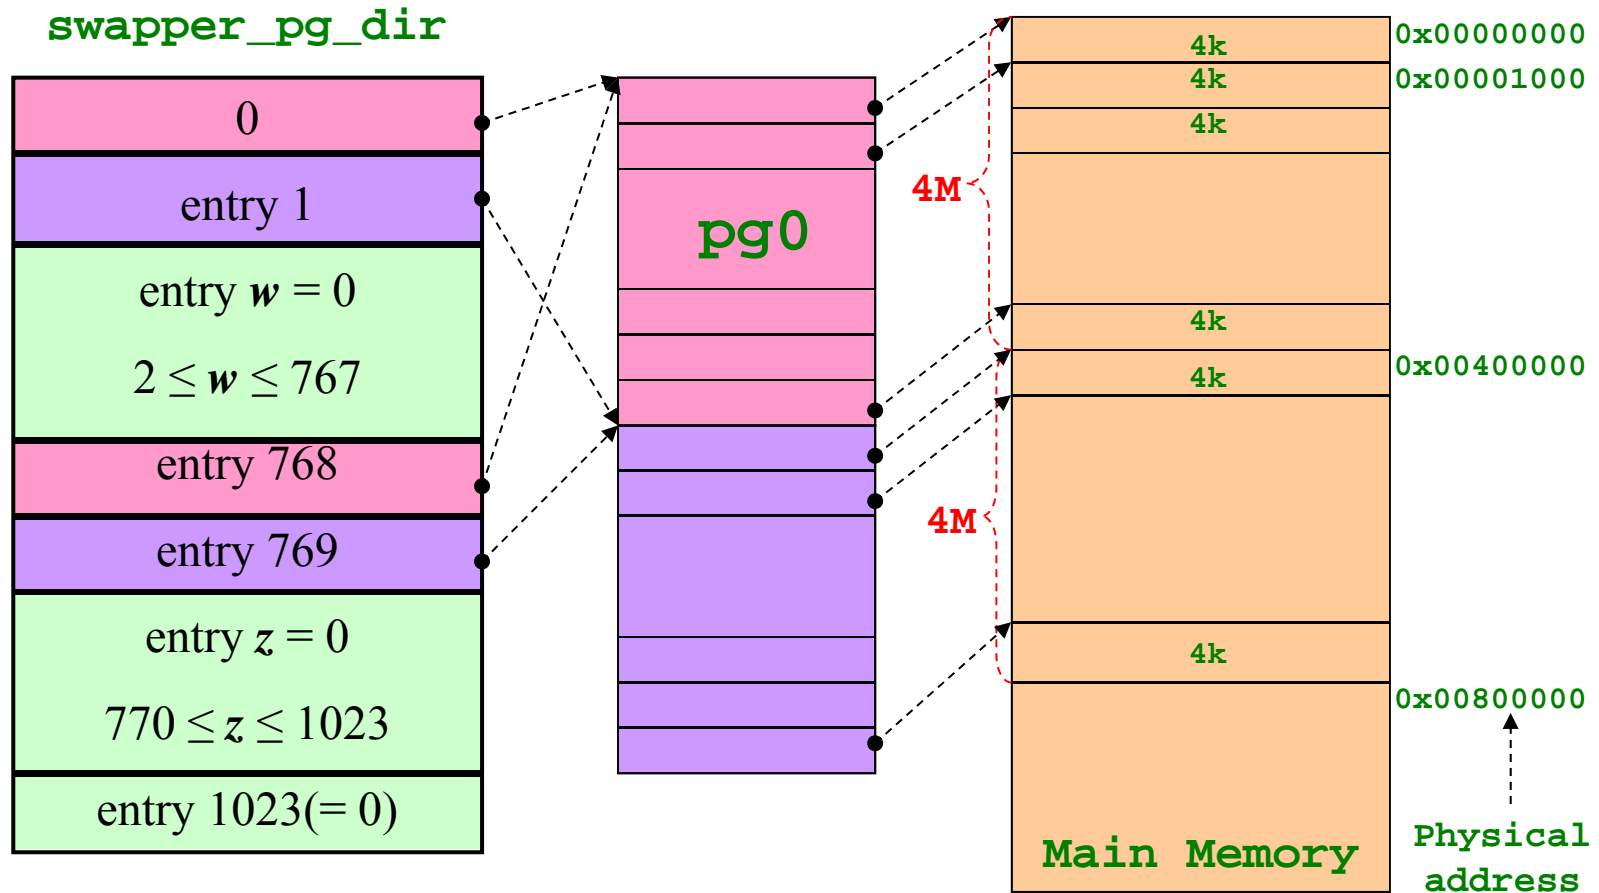 swapper_pg_dir
0
entry 1
entry w = 0
2 ≤ w ≤ 767
entry 768
entry 769
entry z = 0
770 ≤ z ≤ 1023
entry 1023(= 0)
pg0
4M
4M
4k
4k
4k
4k
4k
4k
Main Memory
0x00000000
0x00001000
0x00400000
0x00800000
Physical
address